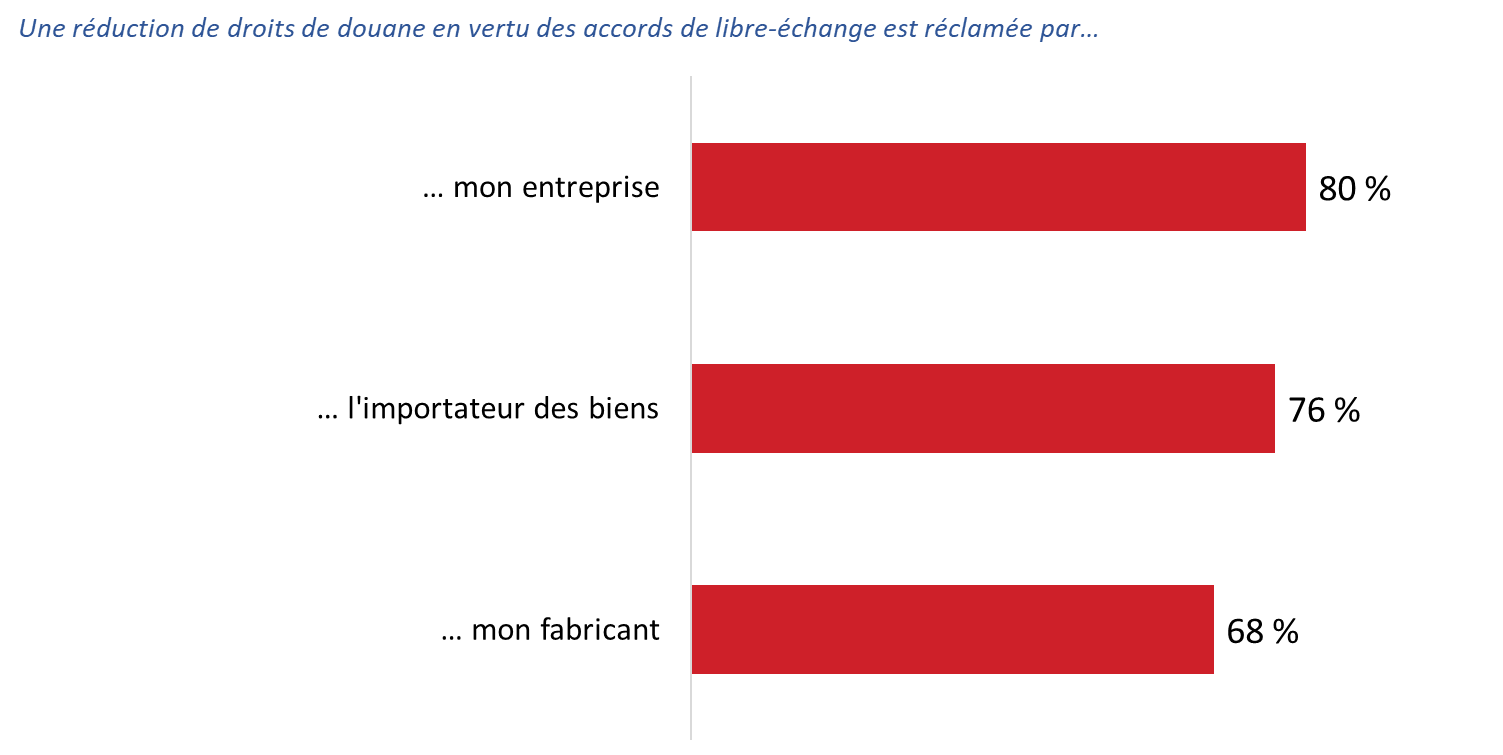 Une réduction de droits de douane en vertu des accords de libre-échange est réclamée par...
... mon entreprise
80 %
... l'importateur des biens
76 %
... mon fabricant
68 %